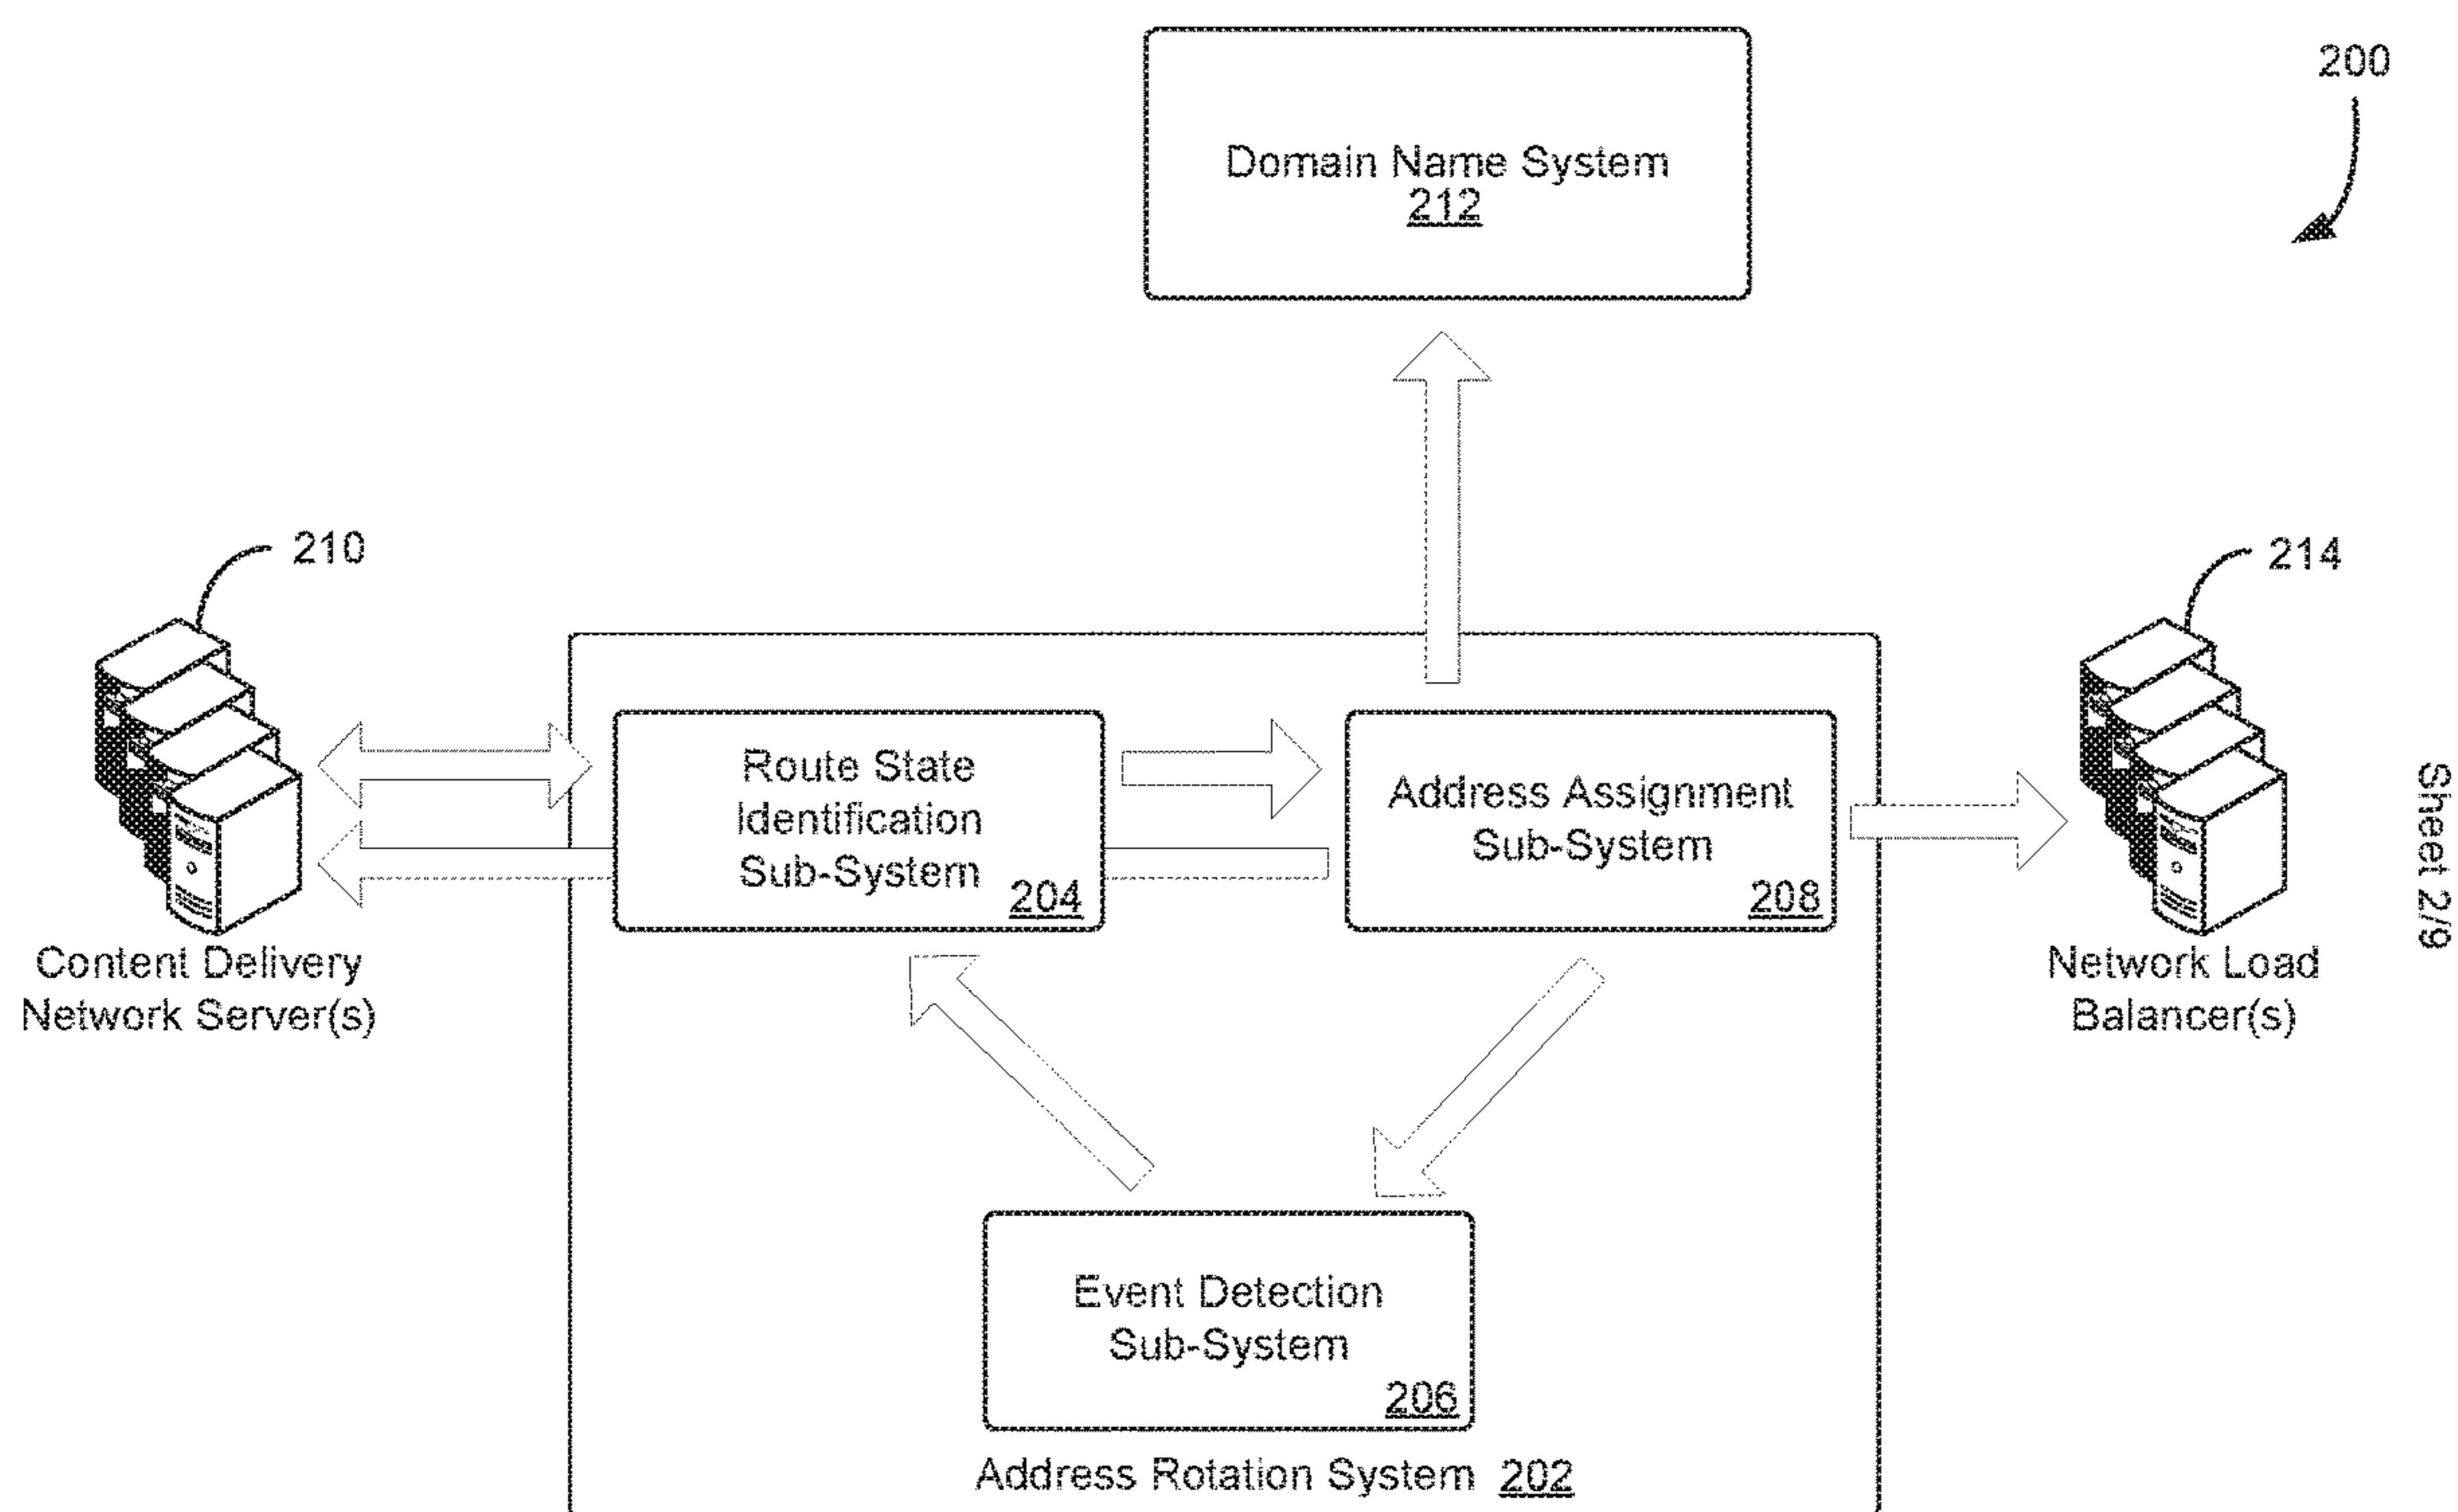 200
Domain Name System
212
210
214
Route State
Identification
Sub-System
204
Address Assignment
Sub-System
208
Content Delivery
Network Server(s)
Network Load
Balancer(s)
Sheet 2/9
Event Detection
Sub-System
206
Address Rotation System 202